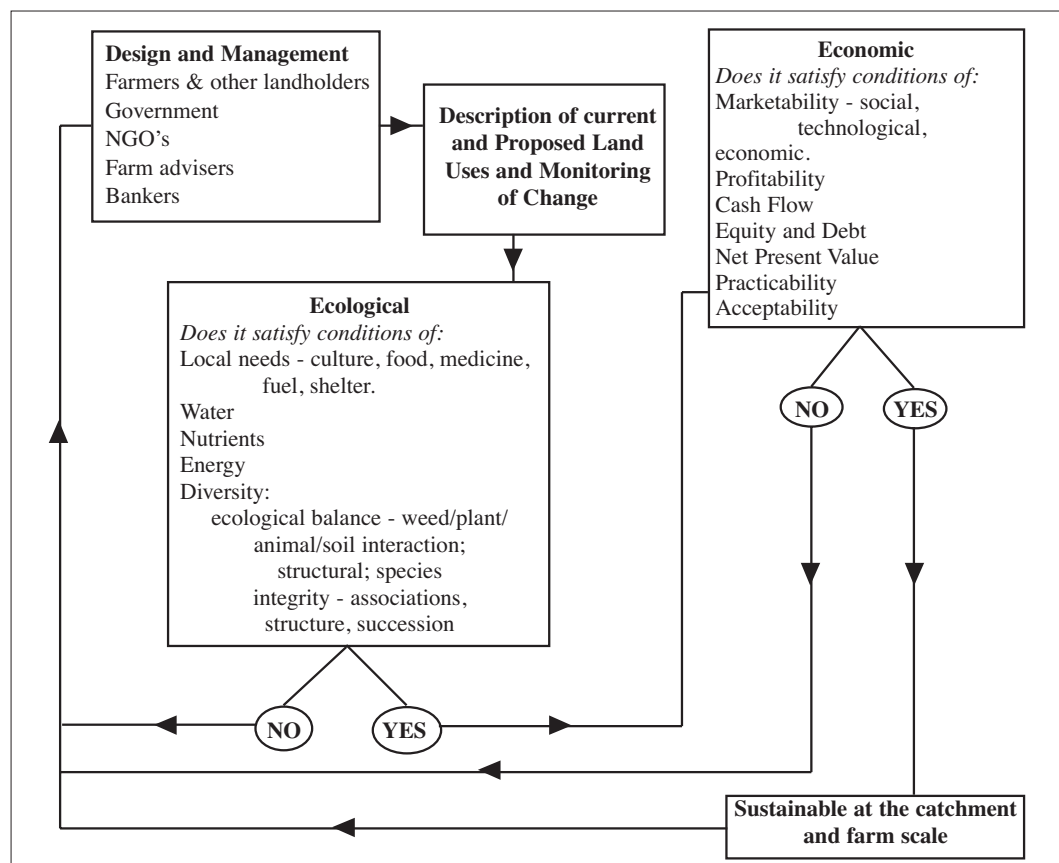 Design and Management
Farmers & other landholders
Government
NGO's
Farm advisers
Bankers
Description of current
and Proposed Land
Uses and Monitoring
of Change
Ecological
Does it satisfy conditions of:
Local needs - culture, food, medicine,
fuel, shelter.
Water
Nutrients
Energy
Diversity:
ecological balance - weed/plant/
animal/soil interaction;
structural; species
integrity - associations,
structure, succession
NO
YES
Economic
Does it satisfy conditions of:
Marketability - social,
technological,
economic.
Profitability
Cash Flow
Equity and Debt
Net Present Value
Practicability
Acceptability
NO
YES
Sustainable at the catchment
and farm scale